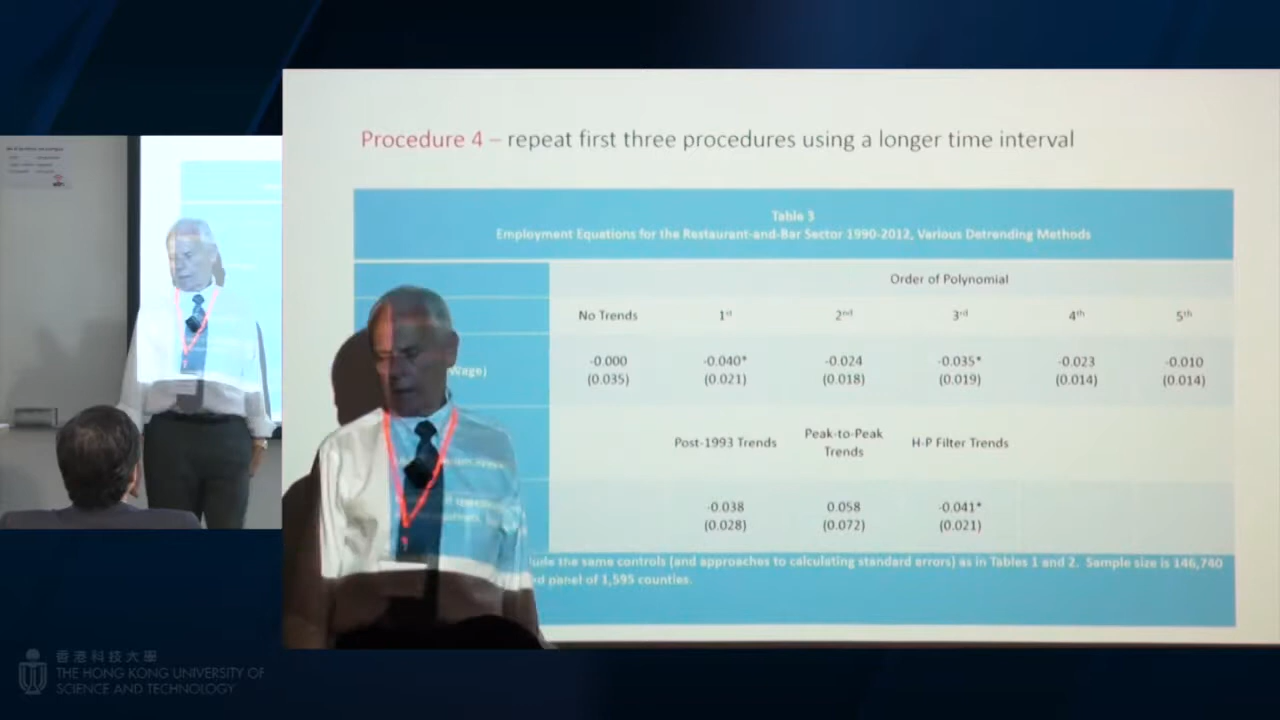 Procedure 4 – repeat first three procedures using a longer time interval
Table 3
Employment Equations for the Restaurant-and-Bar Sector 1990-2012, Various Detrending Methods
Order of Polynomial
No Trends 1st 2nd 3rd 4th 5th
Wage)
-0.000 -0.040* -0.024 -0.035* -0.023 -0.010
(0.035) (0.021) (0.018) (0.019) (0.014) (0.014)
Post-1993 Trends Peak-to-Peak Trends H-P Filter Trends
-0.038 0.058 -0.041*
(0.028) (0.072) (0.021)
the same controls (and approaches to calculating standard errors) as in Tables 1 and 2. Sample size is 146,740
panel of 1,595 counties.
香港科技大學
THE HONG KONG UNIVERSITY OF
SCIENCE AND TECHNOLOGY